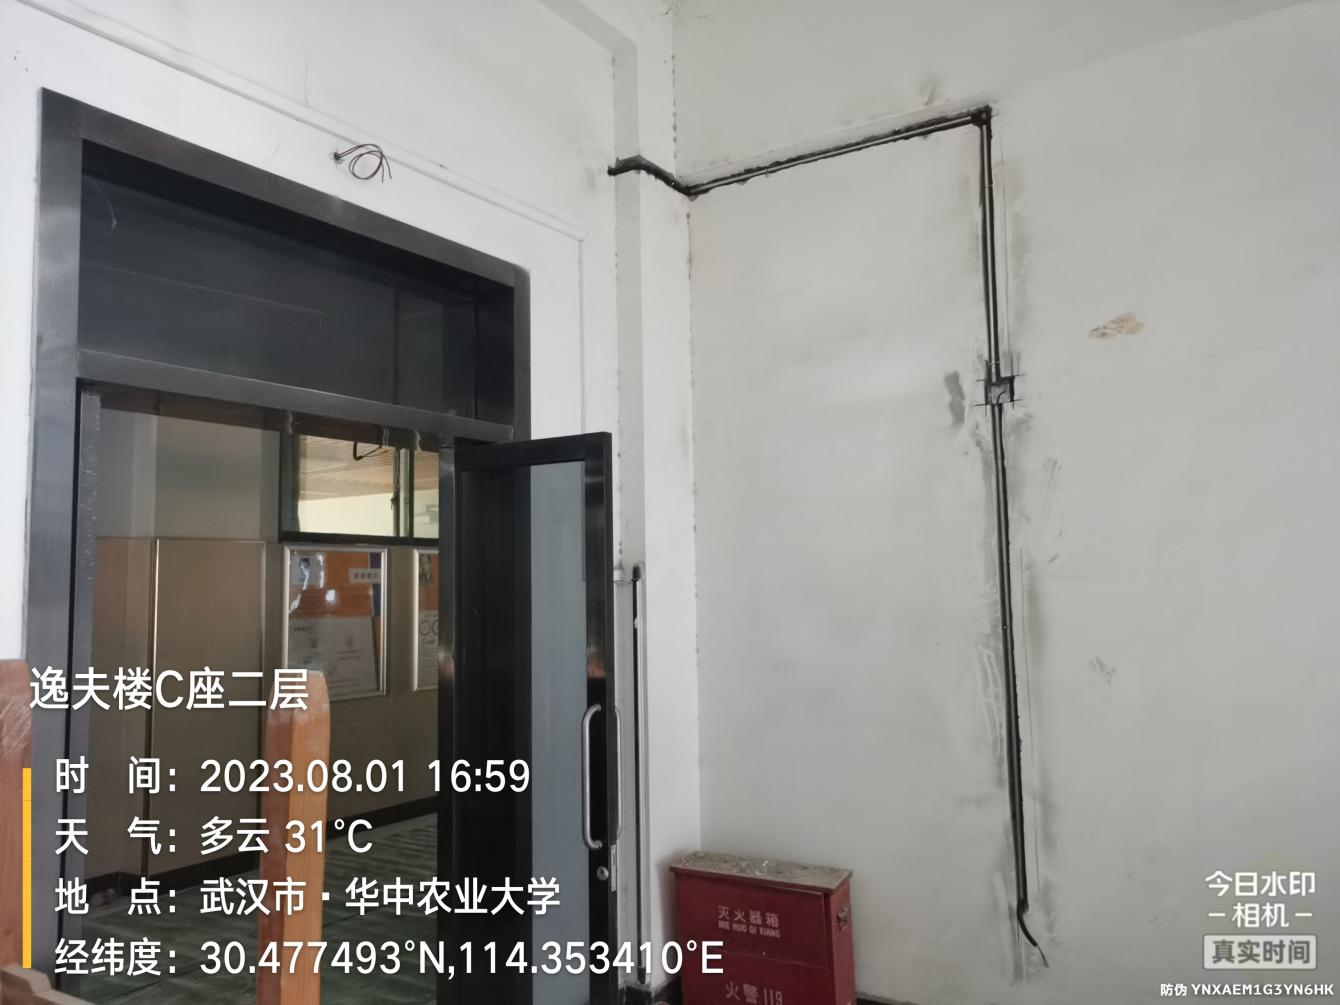 逸夫楼C座二层
时 间：2023.08.01 16:59
天 气：多云 31℃
地 点：武汉市·华中农业大学
经纬度：30.477493°N,114.353410°E
灭火器箱
MIE HUO QI XIANG
火警119
今日水印
-相机-
真实时间
防伪 YNXAEM1G3YN6HK